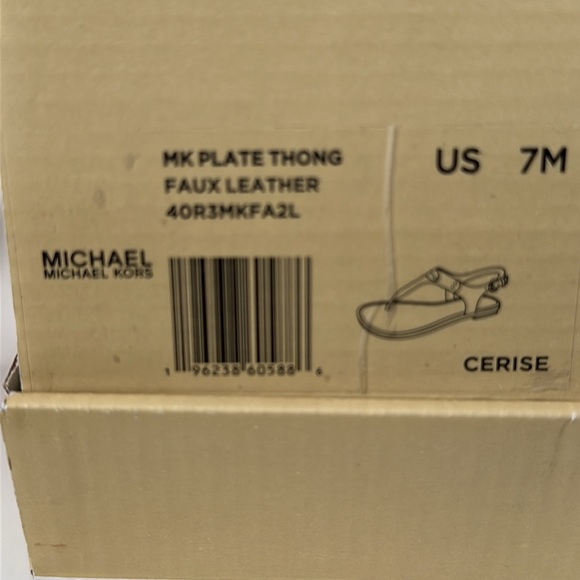 MK PLATE THONG
FAUX LEATHER
40R3MKFA2L
US 7M
MICHAEL
MICHAEL KORS
1 96238 60588 6
CERISE